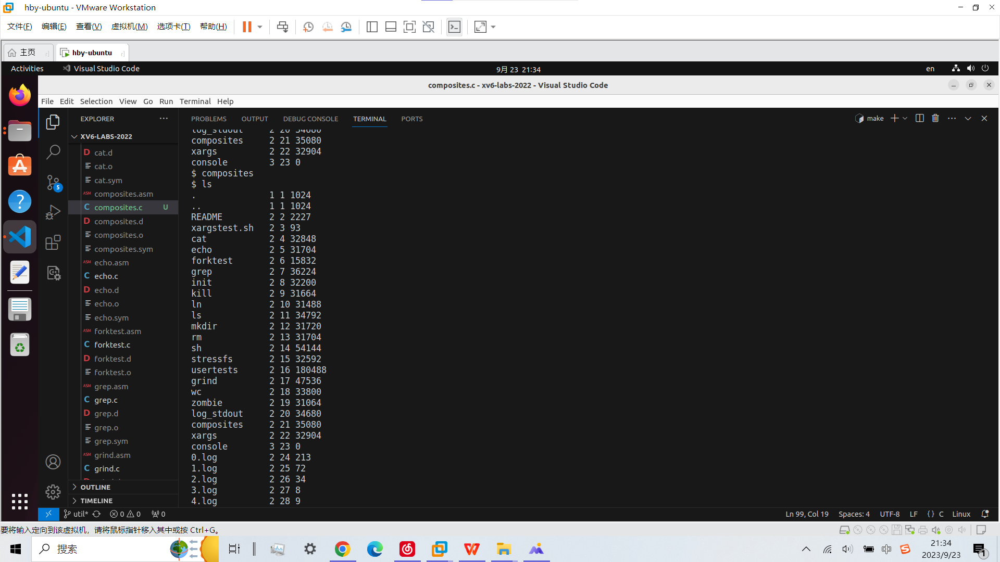 hby-ubuntu - VMware Workstation
文件(F) 编辑(E) 查看(V) 虚拟机(M) 选项卡(T) 帮助(H)
主页 hby-ubuntu
Activities Visual Studio Code 9月 23 21:34 en
composites.c - xv6-labs-2022 - Visual Studio Code
File Edit Selection View Go Run Terminal Help
EXPLORER
XV6-LABS-2022
D cat.d
cat.o
cat.sym
ASM composites.asm
C composites.c U
D composites.d
composites.o
composites.sym
ASM echo.asm
C echo.c
D echo.d
echo.o
echo.sym
ASM forktest.asm
C forktest.c
D forktest.d
forktest.o
ASM grep.asm
C grep.c
D grep.d
grep.o
grep.sym
ASM grind.asm
C grind.c
OUTLINE
TIMELINE
5
PROBLEMS OUTPUT DEBUG CONSOLE TERMINAL PORTS
make
log_stdout 2 20 34680
composites 2 21 35080
xargs 2 22 32904
console 3 23 0
$ composites
$ ls
. 1 1 1024
.. 1 1 1024
README 2 2 2227
xargstest.sh 2 3 93
cat 2 4 32848
echo 2 5 31704
forktest 2 6 15832
grep 2 7 36224
init 2 8 32200
kill 2 9 31664
ln 2 10 31488
ls 2 11 34792
mkdir 2 12 31720
rm 2 13 31704
sh 2 14 54144
stressfs 2 15 32592
usertests 2 16 180488
grind 2 17 47536
wc 2 18 33800
zombie 2 19 31064
log_stdout 2 20 34680
composites 2 21 35080
xargs 2 22 32904
console 3 23 0
0.log 2 24 213
1.log 2 25 72
2.log 2 26 34
3.log 2 27 8
4.log 2 28 9
util* 0 0 0 Ln 99, Col 19 Spaces: 4 UTF-8 LF {} C Linux
要将输入定向到该虚拟机，请将鼠标指针移入其中或按 Ctrl+G。
搜索 中 21:34
2023/9/23 1